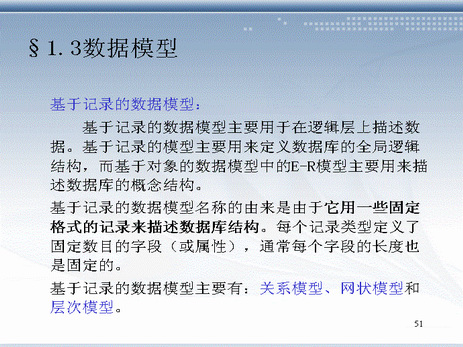 §1.3数据模型
基于记录的数据模型：
基于记录的数据模型主要用于在逻辑层上描述数
据。基于记录的模型主要用来定义数据库的全局逻辑
结构，而基于对象的数据模型中的E-R模型主要用来描
述数据库的概念结构。
基于记录的数据模型名称的由来是由于它用一些固定
格式的记录来描述数据库结构。每个记录类型定义了
固定数目的字段（或属性），通常每个字段的长度也
是固定的。
基于记录的数据模型主要有：关系模型、网状模型和
层次模型。
51